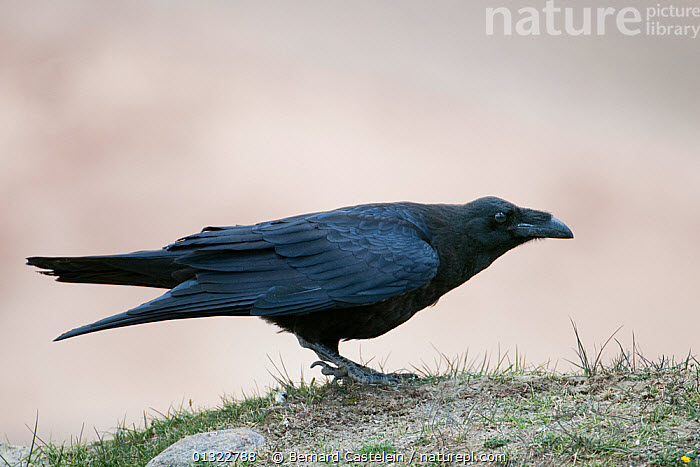 nature picture library
01322788 © Bernard Castelein / naturepl.com